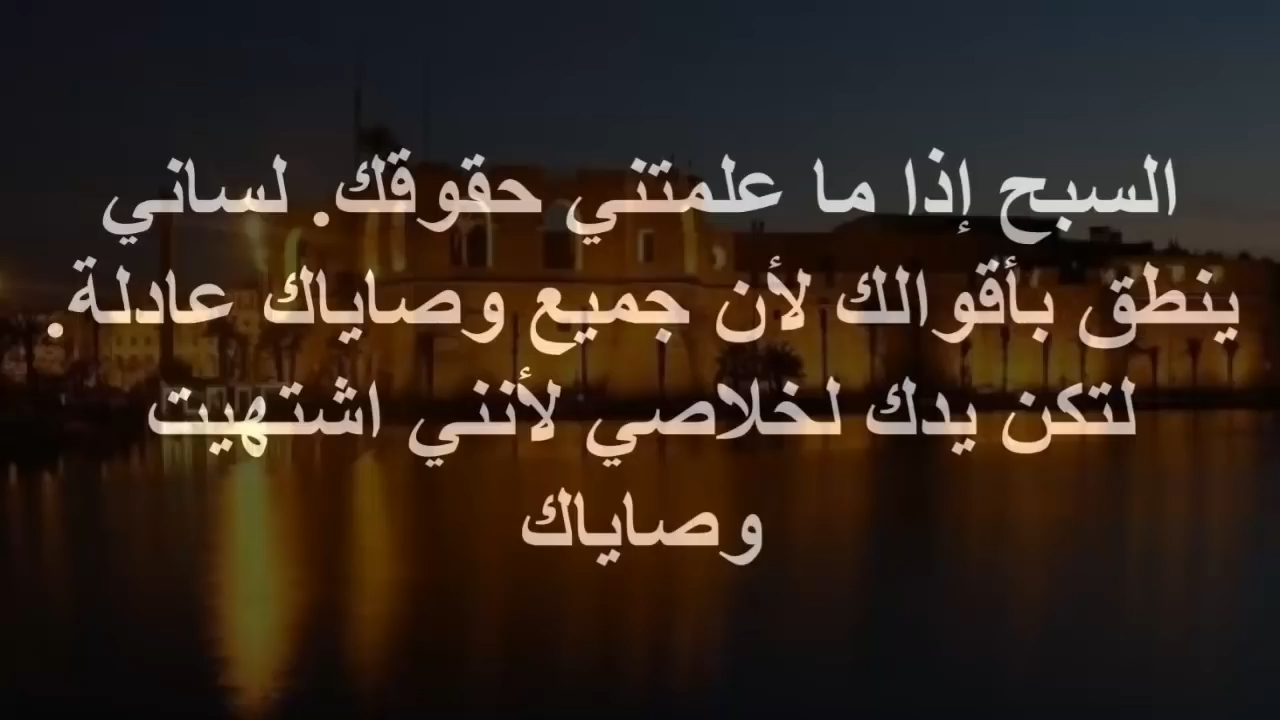 السبح إذا ما علمتني حقوقك. لساني
ينطق بأقوالك لأن جميع وصاياك عادلة.
لتكن يدك لخلاصي لأنني اشتهيت
وصاياك